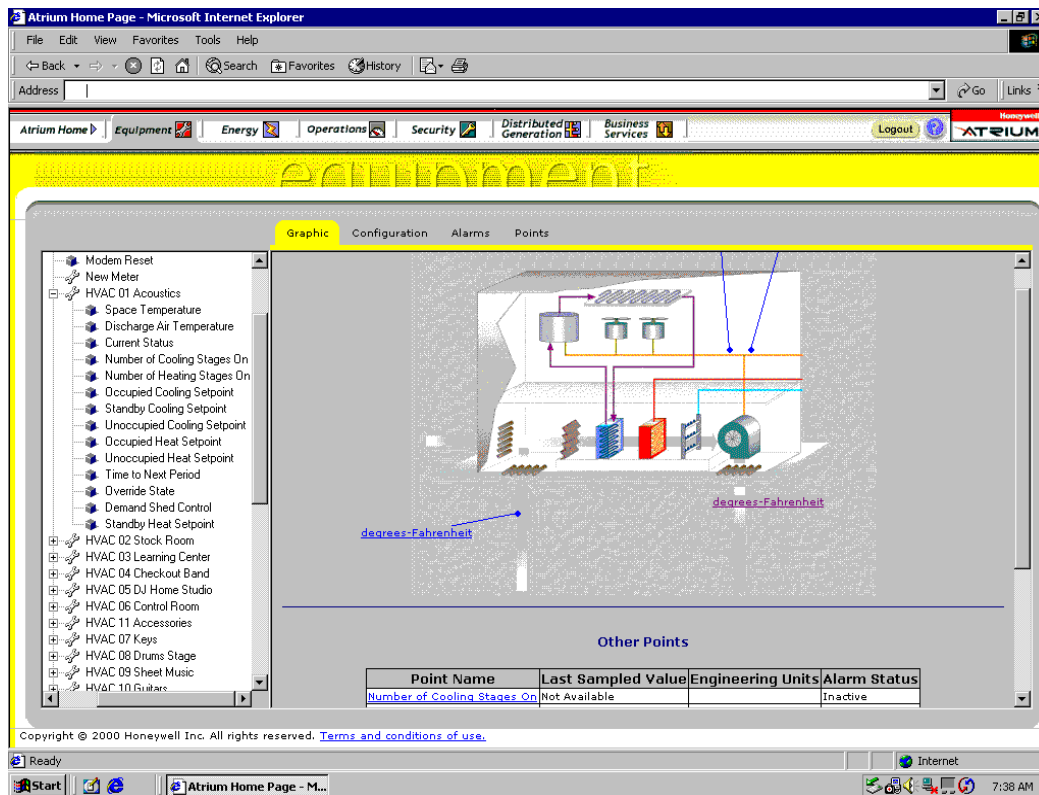 Atrium Home Page - Microsoft Internet Explorer
File Edit View Favorites Tools Help
Back Search Favorites History
Address Go Links
Atrium Home Equipment Energy Operations Security Distributed Generation Business Services Logout ? Honeywell ATRIUM
equipment
Graphic Configuration Alarms Points
Modem Reset
New Meter
HVAC 01 Acoustics
Space Temperature
Discharge Air Temperature
Current Status
Number of Cooling Stages On
Number of Heating Stages On
Occupied Cooling Setpoint
Standby Cooling Setpoint
Unoccupied Cooling Setpoint
Occupied Heat Setpoint
Unoccupied Heat Setpoint
Time to Next Period
Override State
Demand Shed Control
Standby Heat Setpoint
HVAC 02 Stock Room
HVAC 03 Learning Center
HVAC 04 Checkout Band
HVAC 05 DJ Home Studio
HVAC 06 Control Room
HVAC 11 Accessories
HVAC 07 Keys
HVAC 08 Drums Stage
HVAC 09 Sheet Music
HVAC 10 Guitars
degrees-Fahrenheit
degrees-Fahrenheit
Other Points
Point Name Last Sampled Value Engineering Units Alarm Status
Number of Cooling Stages On Not Available Inactive
Copyright © 2000 Honeywell Inc. All rights reserved. Terms and conditions of use.
Ready Internet
Start Atrium Home Page - M... 7:38 AM